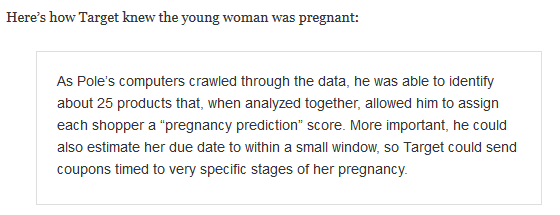 Here’s how Target knew the young woman was pregnant:
As Pole’s computers crawled through the data, he was able to identify
about 25 products that, when analyzed together, allowed him to assign
each shopper a “pregnancy prediction” score. More important, he could
also estimate her due date to within a small window, so Target could send
coupons timed to very specific stages of her pregnancy.